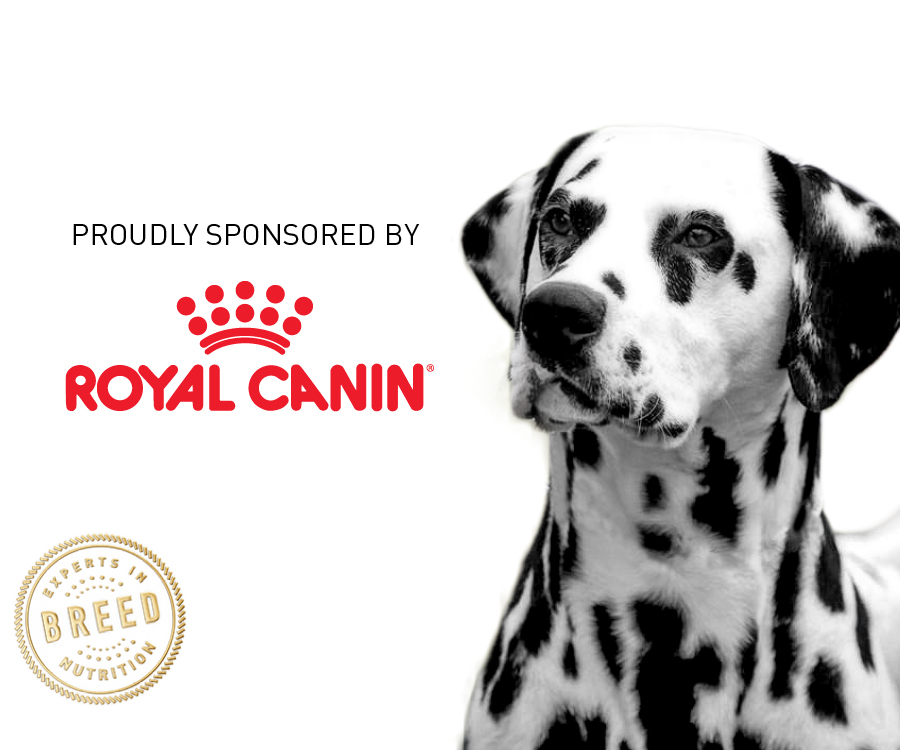 PROUDLY SPONSORED BY
ROYAL CANIN®
EXPERTS IN
BREED
NUTRITION